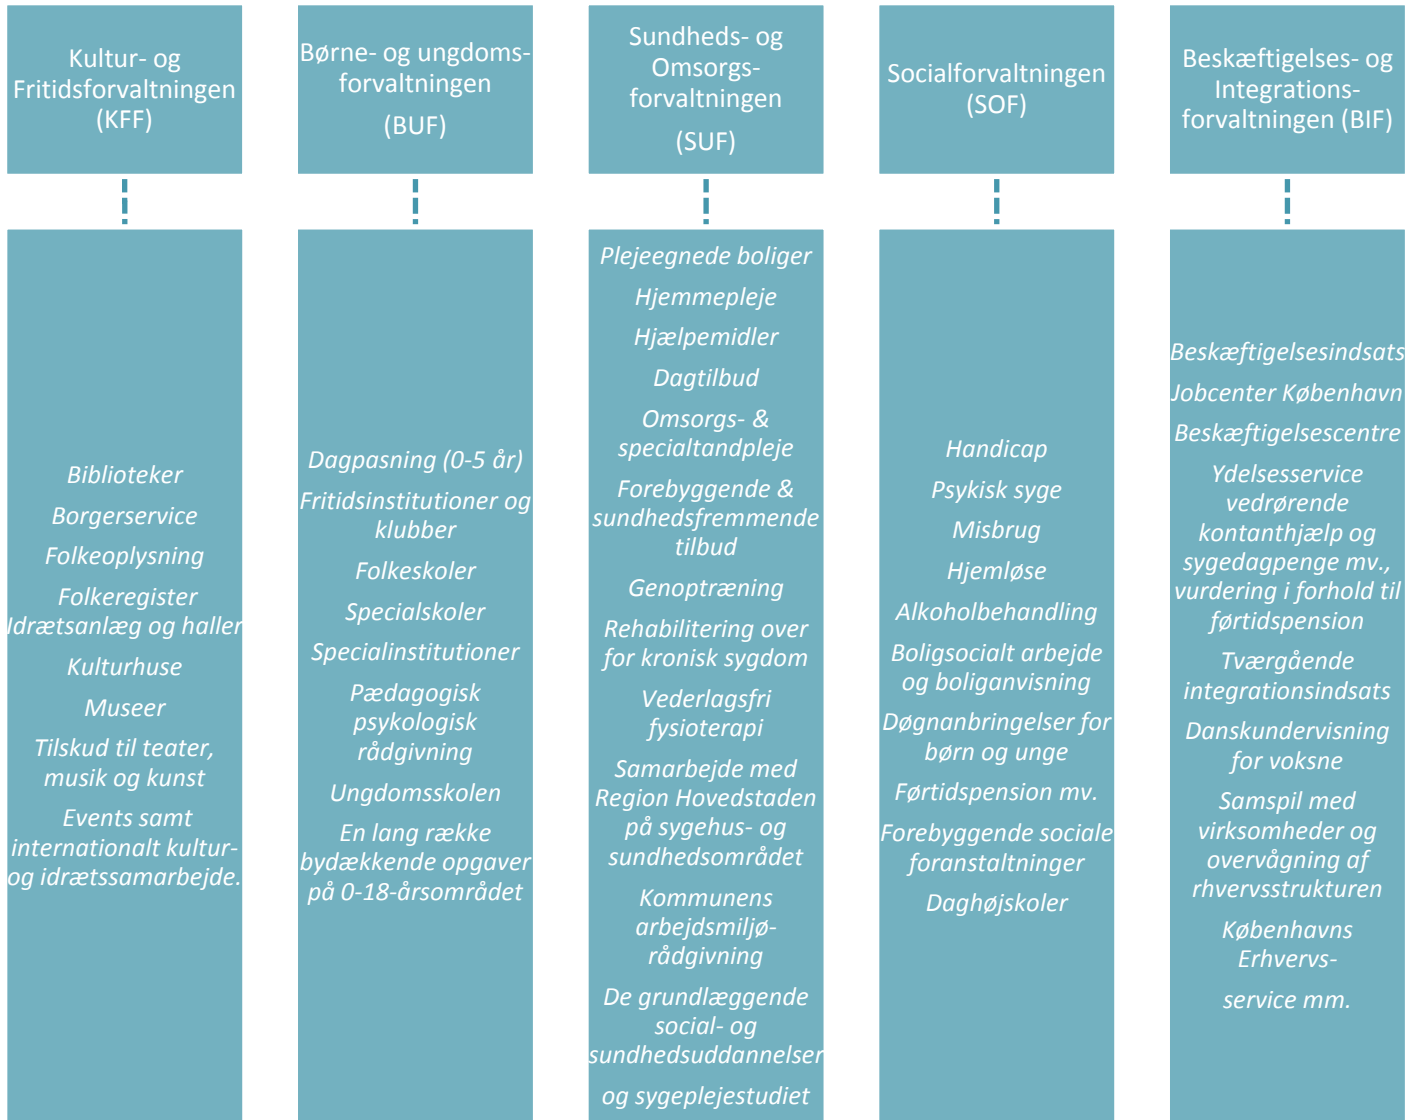 Kultur- og
Fritidsforvaltningen
(KFF)
Børne- og ungdoms-
forvaltningen
(BUF)
Sundheds- og
Omsorgs-
forvaltningen
(SUF)
Socialforvaltningen
(SOF)
Beskæftigelses- og
Integrations-
forvaltningen (BIF)
Biblioteker
Borgerservice
Folkeoplysning
Folkeregister
Idrætsanlæg og haller
Kulturhuse
Museer
Tilskud til teater,
musik og kunst
Events samt
internationalt kultur-
og idrætssamarbejde.
Dagpasning (0-5 år)
Fritidsinstitutioner og
klubber
Folkeskoler
Specialskoler
Specialinstitutioner
Pædagogisk
psykologisk
rådgivning
Ungdomsskolen
En lang række
bydækkende opgaver
på 0-18-årsområdet
Plejeegnede boliger
Hjemmepleje
Hjælpemidler
Dagtilbud
Omsorgs- &
specialtandpleje
Forebyggende &
sundhedsfremmende
tilbud
Genoptræning
Rehabilitering over
for kronisk sygdom
Vederlagsfri
fysioterapi
Samarbejde med
Region Hovedstaden
på sygehus- og
sundhedsområdet
Kommunens
arbejdsmiljø-
rådgivning
De grundlæggende
social- og
sundhedsuddannelser
og sygeplejestudiet
Handicap
Psykisk syge
Misbrug
Hjemløse
Alkoholbehandling
Boligsocialt arbejde
og boliganvisning
Døgnanbringelser for
børn og unge
Førtidspension mv.
Forebyggende sociale
foranstaltninger
Daghøjskoler
Beskæftigelsesindsats
Jobcenter København
Beskæftigelsescentre
Ydelsesservice
vedrørende
kontanthjælp og
sygedagpenge mv.,
vurdering i forhold til
førtidspension
Tværgående
integrationsindsats
Danskundervisning
for voksne
Samspil med
virksomheder og
overvågning af
rhvervsstrukturen
Københavns
Erhvervs-
service mm.